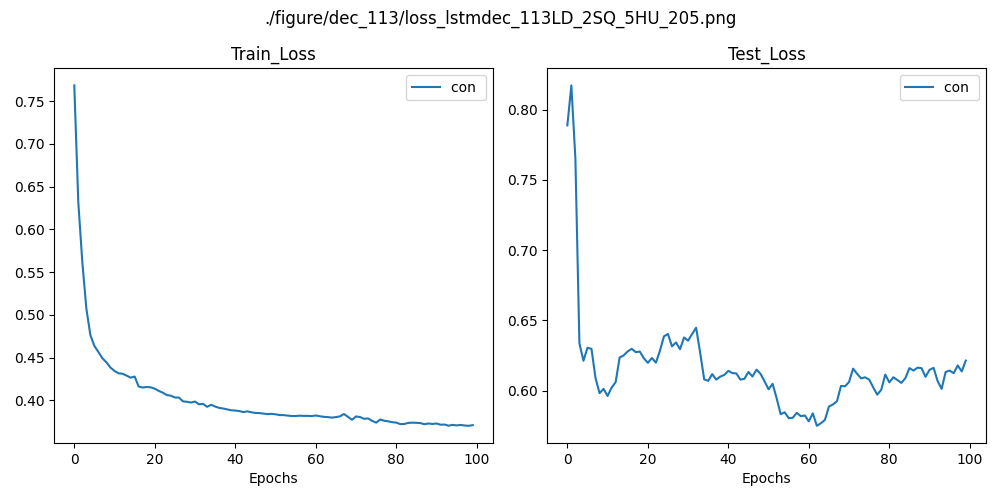 ./figure/dec_113/loss_lstmdec_113LD_2SQ_5HU_205.png
Train_Loss
con
0.75
0.70
0.65
0.60
0.55
0.50
0.45
0.40
0 20 40 60 80 100
Epochs
Test_Loss
con
0.80
0.75
0.70
0.65
0.60
0 20 40 60 80 100
Epochs